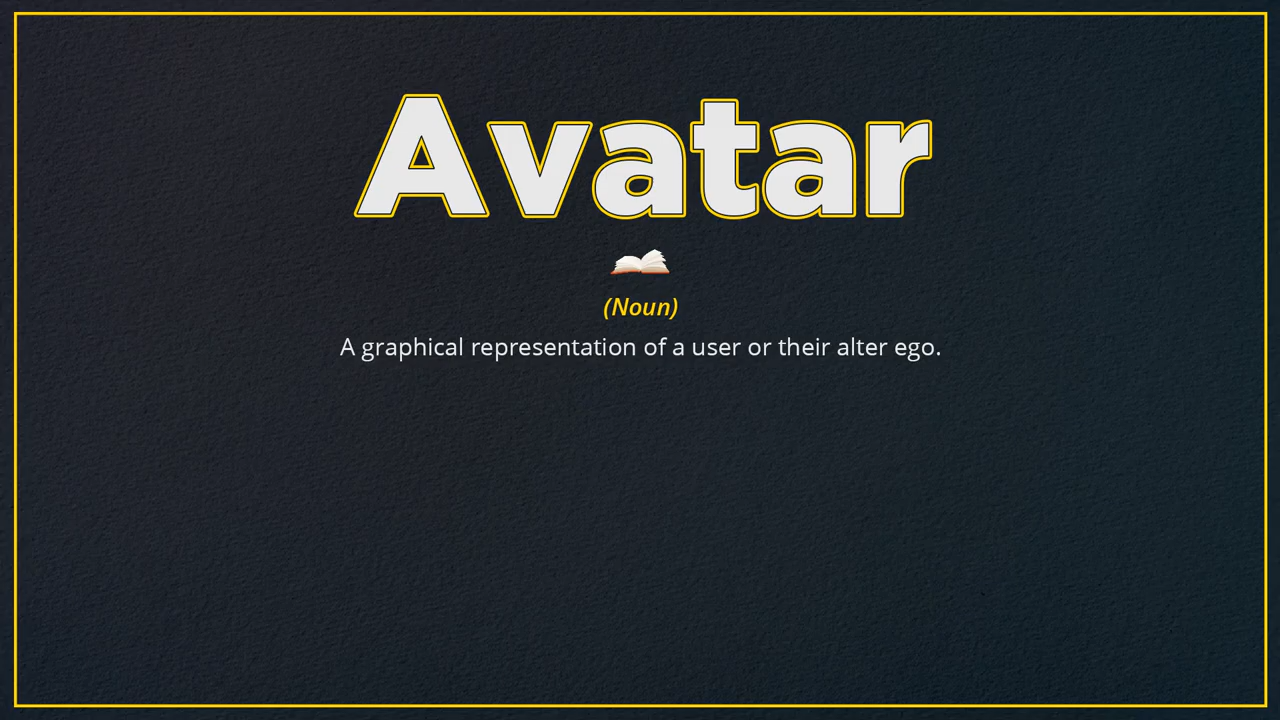 Avatar
(Noun)
A graphical representation of a user or their alter ego.